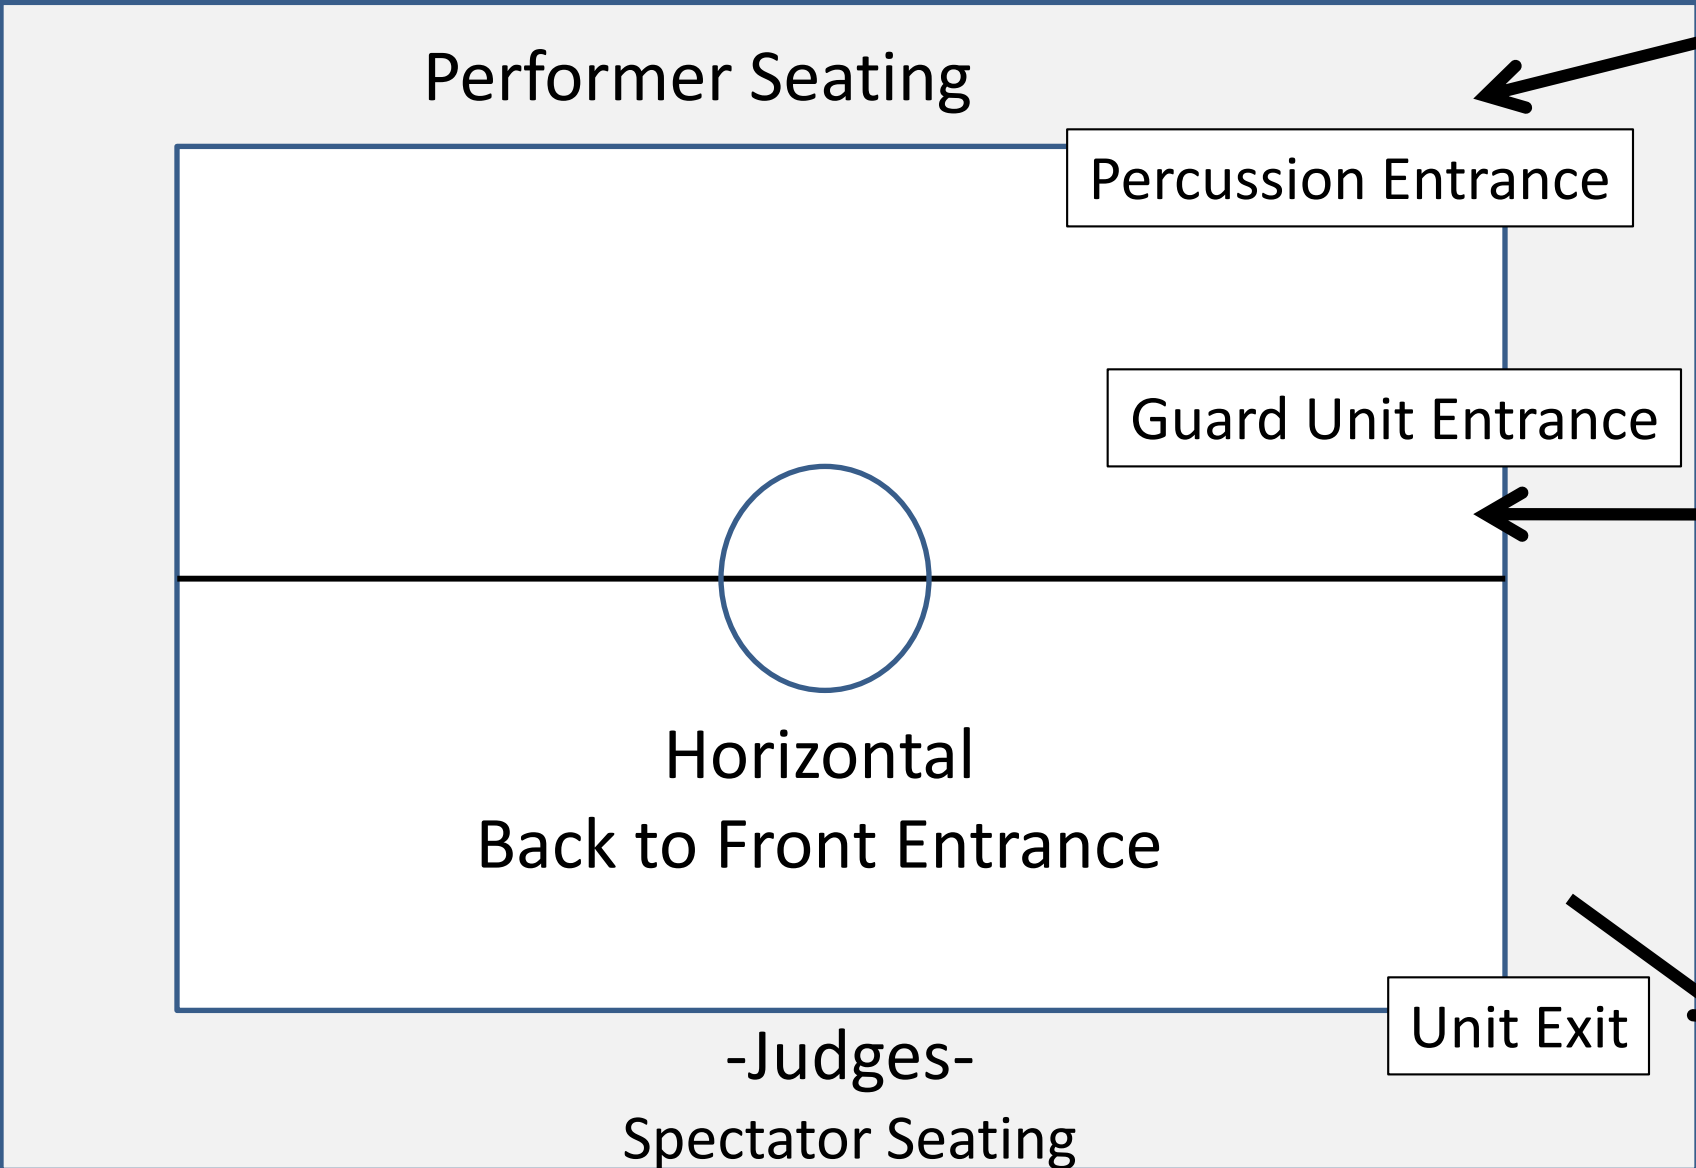 Performer Seating
Percussion Entrance
Guard Unit Entrance
Horizontal
Back to Front Entrance
Unit Exit
-Judges-
Spectator Seating